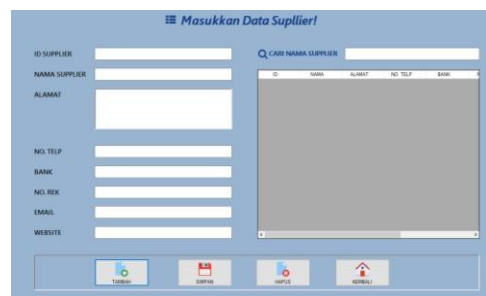 Masukkan Data Supllier!
ID SUPPLIER
NAMA SUPPLIER
ALAMAT
NO. TELP
BANK
NO. REK
EMAIL
WEBSITE
CARI NAMA SUPPLIER
ID NAMA ALAMAT NO. TELP BANK
TAMBAH SIMPAN HAPUS KEMBALI